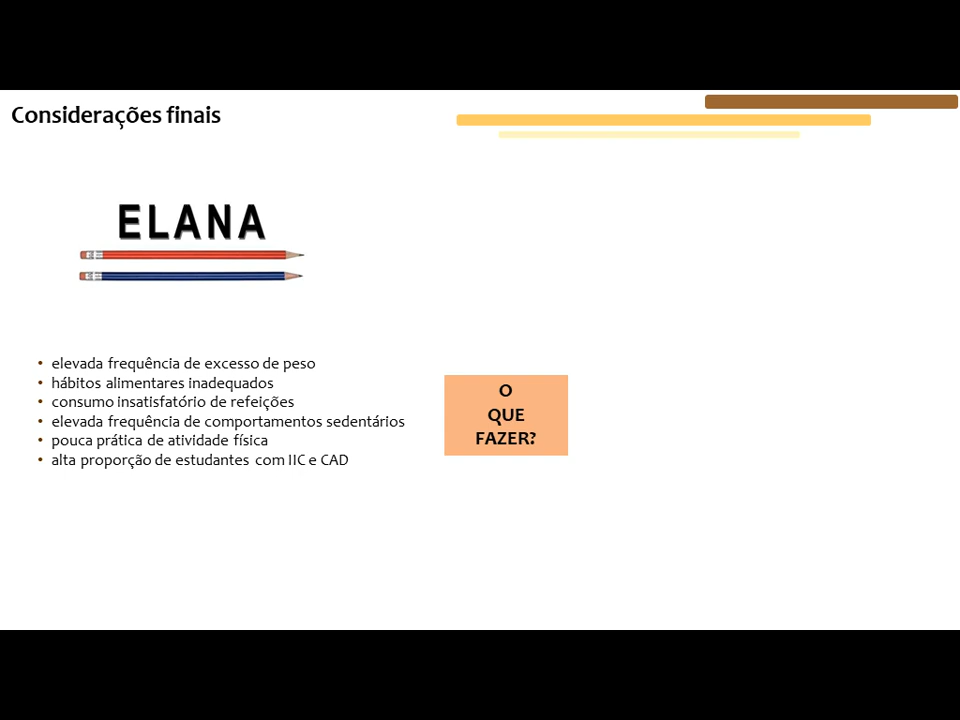 Considerações finais
ELANA
• elevada frequência de excesso de peso
• hábitos alimentares inadequados
• consumo insatisfatório de refeições
• elevada frequência de comportamentos sedentários
• pouca prática de atividade física
• alta proporção de estudantes com IIC e CAD
O
QUE
FAZER?